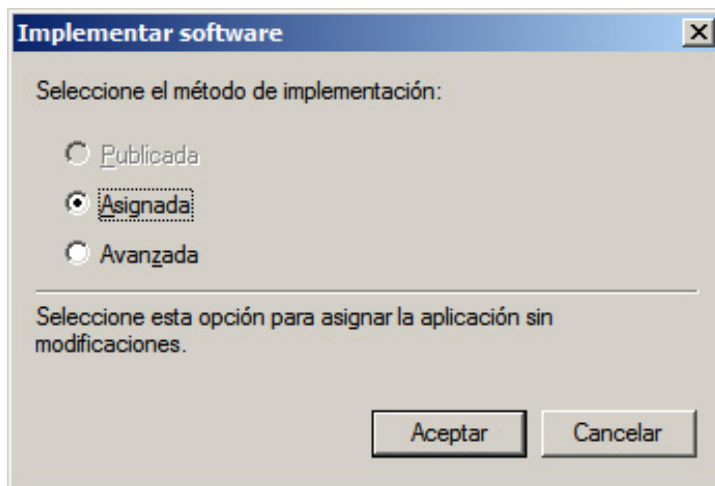 Implementar software
Seleccione el método de implementación:
Publicada
Asignada
Avanzada
Seleccione esta opción para asignar la aplicación sin
modificaciones.
Aceptar
Cancelar